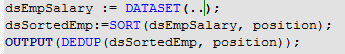 dsEmpSalary := DATASET(..);
dsSortedEmp:=SORT(dsEmpSalary, position);
OUTPUT(DEDUP(dsSortedEmp, position));